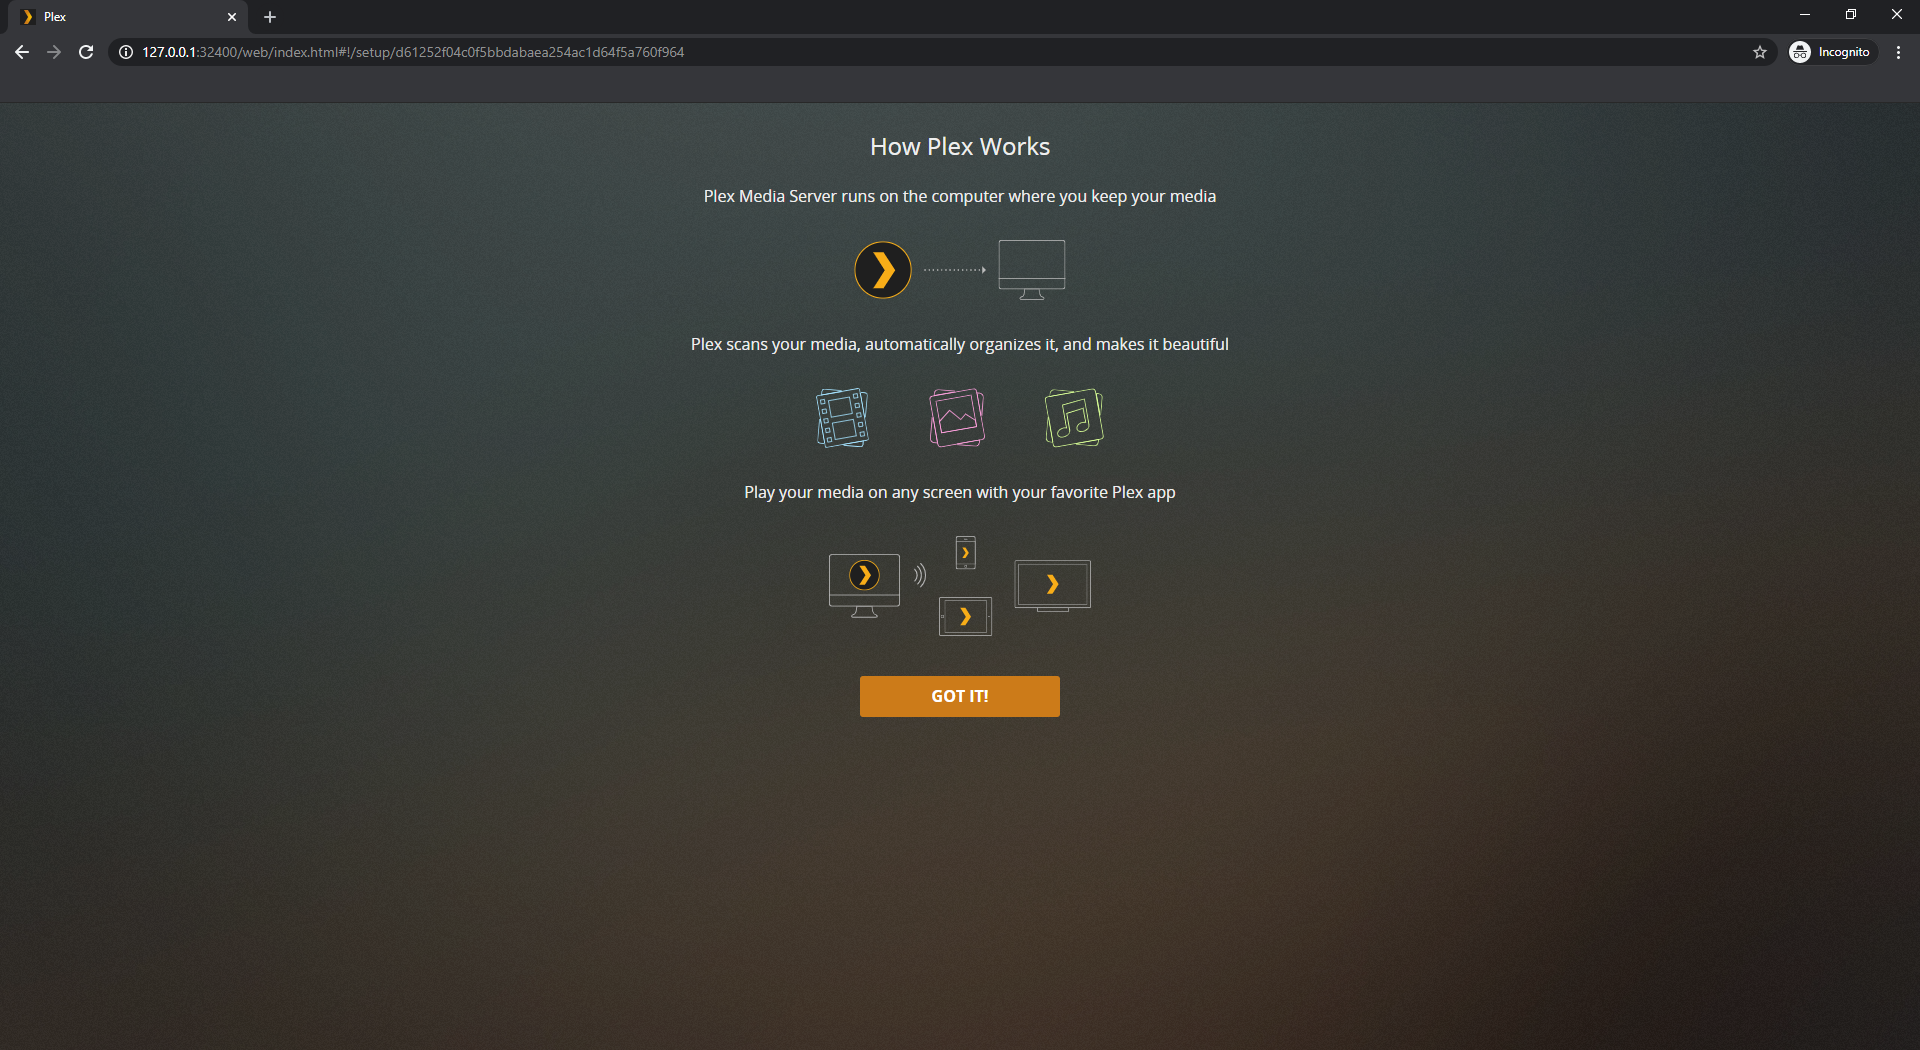 Plex
127.0.0.1:32400/web/index.html#!/setup/d61252f04c0f5bbdabaea254ac1d64f5a760f964
Incognito
How Plex Works
Plex Media Server runs on the computer where you keep your media
Plex scans your media, automatically organizes it, and makes it beautiful
Play your media on any screen with your favorite Plex app
GOT IT!